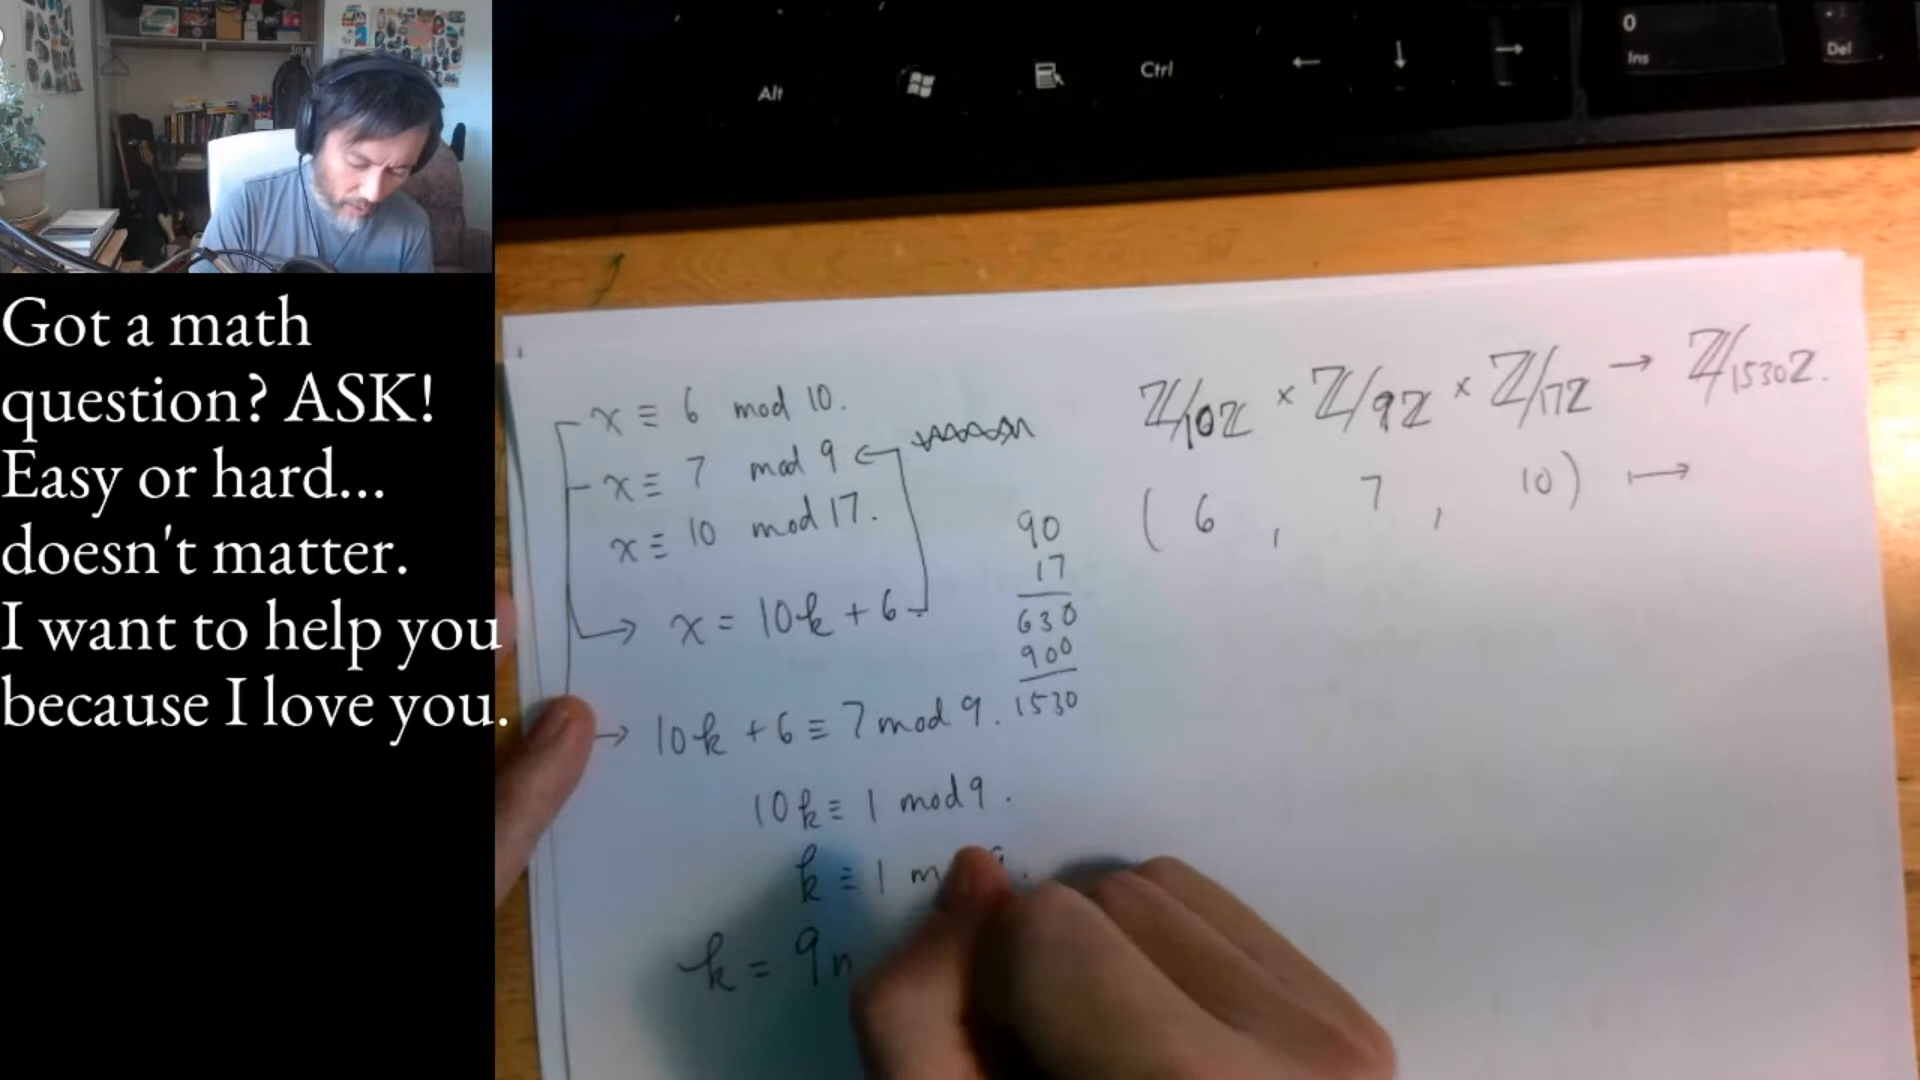 Alt
Ctrl
←
↓
→
0
Ins
Del
Got a math
question? ASK!
Easy or hard...
doesn't matter.
I want to help you
because I love you.
x ≡ 6 mod 10.
x ≡ 7 mod 9
x ≡ 10 mod 17.
→ x = 10k + 6
→ 10k + 6 ≡ 7 mod 9.
10k ≡ 1 mod 9.
k ≡ 1
k = 9n
90
17
630
900
1530
ℤ/10ℤ × ℤ/9ℤ × ℤ/17ℤ → ℤ/1530ℤ.
( 6 , 7 , 10 ) ↦